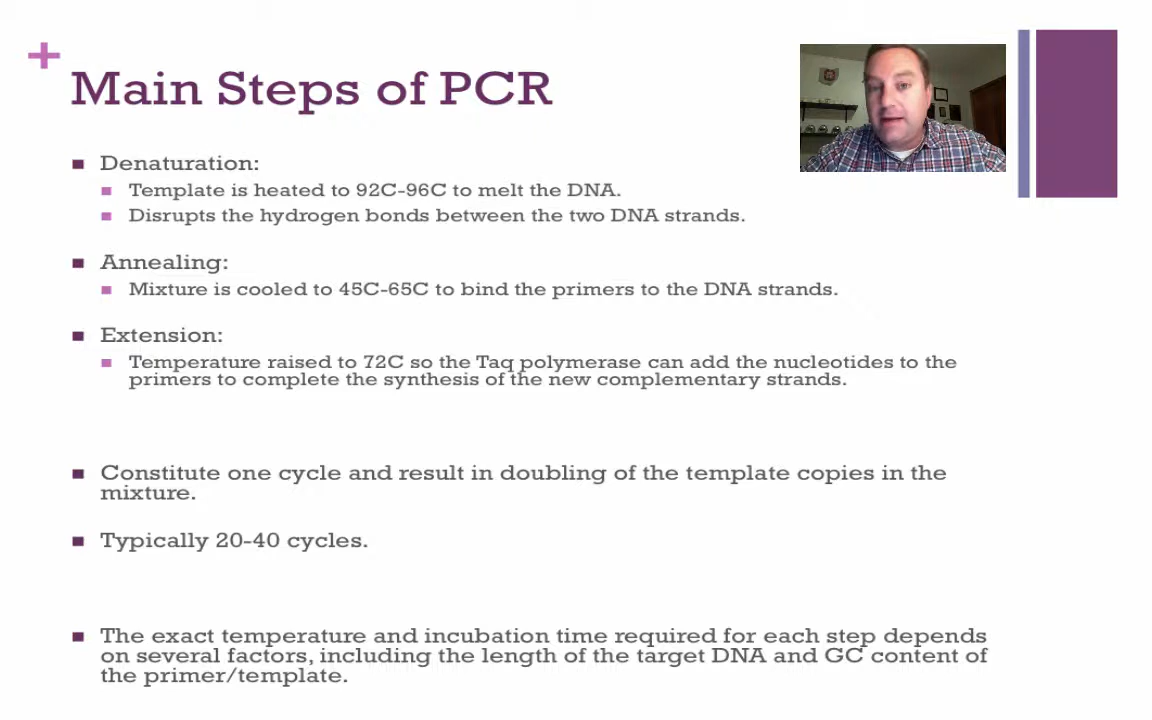 +
Main Steps of PCR
Denaturation:
Template is heated to 92C-96C to melt the DNA.
Disrupts the hydrogen bonds between the two DNA strands.
Annealing:
Mixture is cooled to 45C-65C to bind the primers to the DNA strands.
Extension:
Temperature raised to 72C so the Taq polymerase can add the nucleotides to the
primers to complete the synthesis of the new complementary strands.
Constitute one cycle and result in doubling of the template copies in the
mixture.
Typically 20-40 cycles.
The exact temperature and incubation time required for each step depends
on several factors, including the length of the target DNA and GC content of
the primer/template.